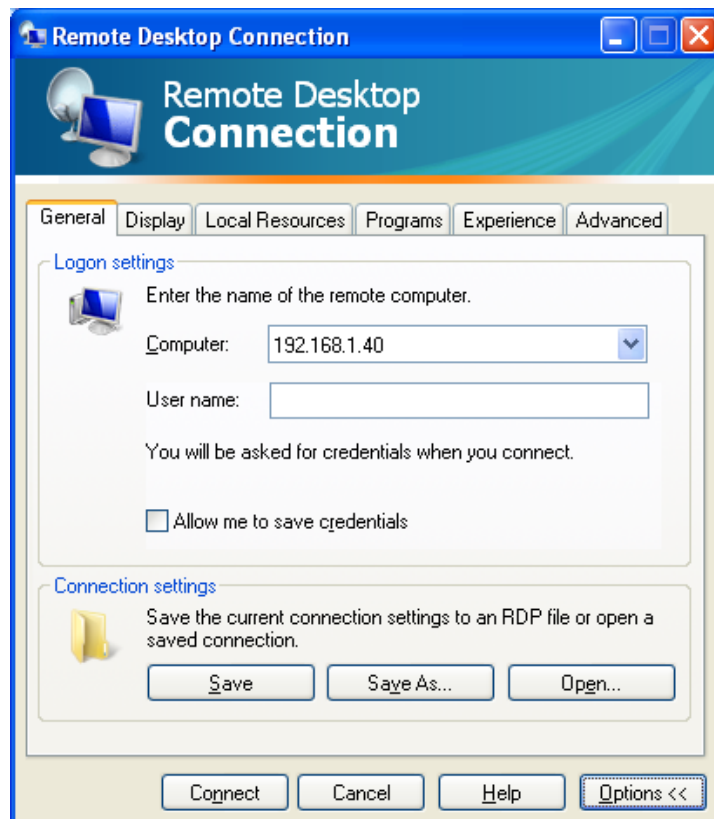 Remote Desktop Connection
Remote Desktop
Connection
General Display Local Resources Programs Experience Advanced
Logon settings
Enter the name of the remote computer.
Computer: 192.168.1.40
User name:
You will be asked for credentials when you connect.
Allow me to save credentials
Connection settings
Save the current connection settings to an RDP file or open a
saved connection.
Save Save As... Open...
Connect Cancel Help Options <<